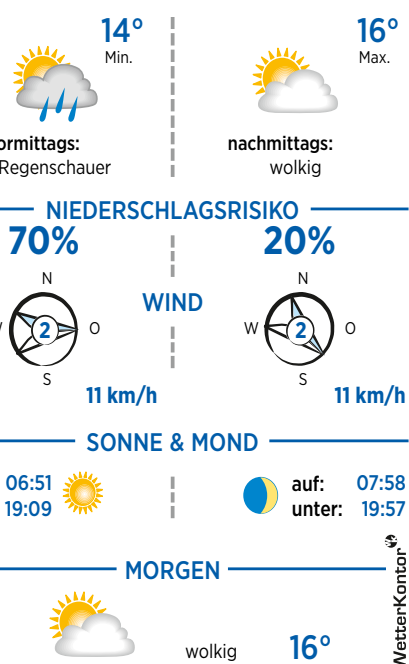 14° 16°
Min. Max.
ormittags: nachmittags:
Regenschauer wolkig
NIEDERSCHLAGSRISIKO
70% 20%
N N
WIND
2 O W 2 O
S S
11 km/h 11 km/h
SONNE & MOND
06:51 auf: 07:58
19:09 unter: 19:57
MORGEN
wolkig 16°
WetterKontor